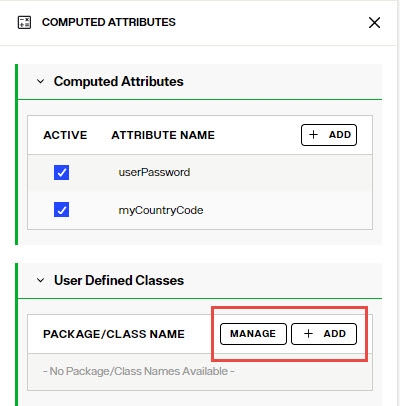 COMPUTED ATTRIBUTES
Computed Attributes
ACTIVE ATTRIBUTE NAME + ADD
userPassword
myCountryCode
User Defined Classes
PACKAGE/CLASS NAME MANAGE + ADD
- No Package/Class Names Available -